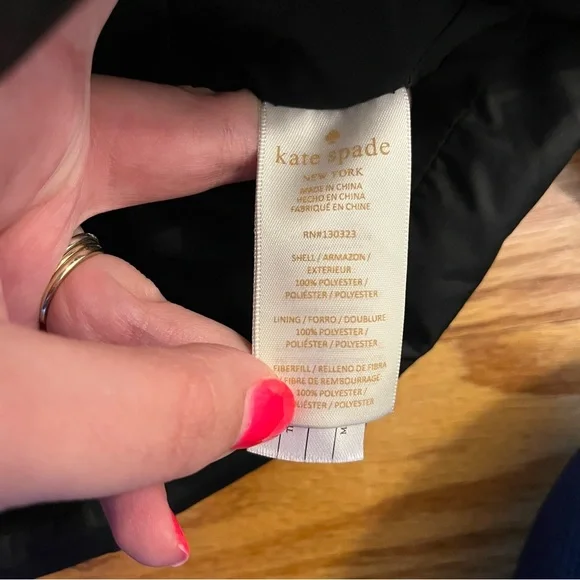 kate spade
NEW YORK
MADE IN CHINA
HECHO EN CHINA
FABRIQUÉ EN CHINE
RN#130323
SHELL / ARMAZON /
EXTÉRIEUR
100% POLYESTER /
POLIÉSTER / POLYESTER
LINING / FORRO / DOUBLURE
100% POLYESTER /
POLIÉSTER / POLYESTER
FIBERFILL / RELLENO DE FIBRA
FIBRE DE REMBOURRAGE
100% POLYESTER /
POLIÉSTER / POLYESTER